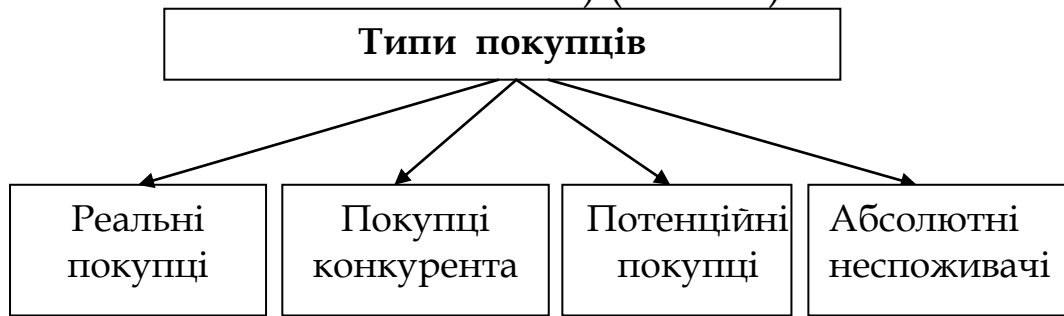 Типи покупців
Реальні
покупці
Покупці
конкурента
Потенційні
покупці
Абсолютні
неспоживачі